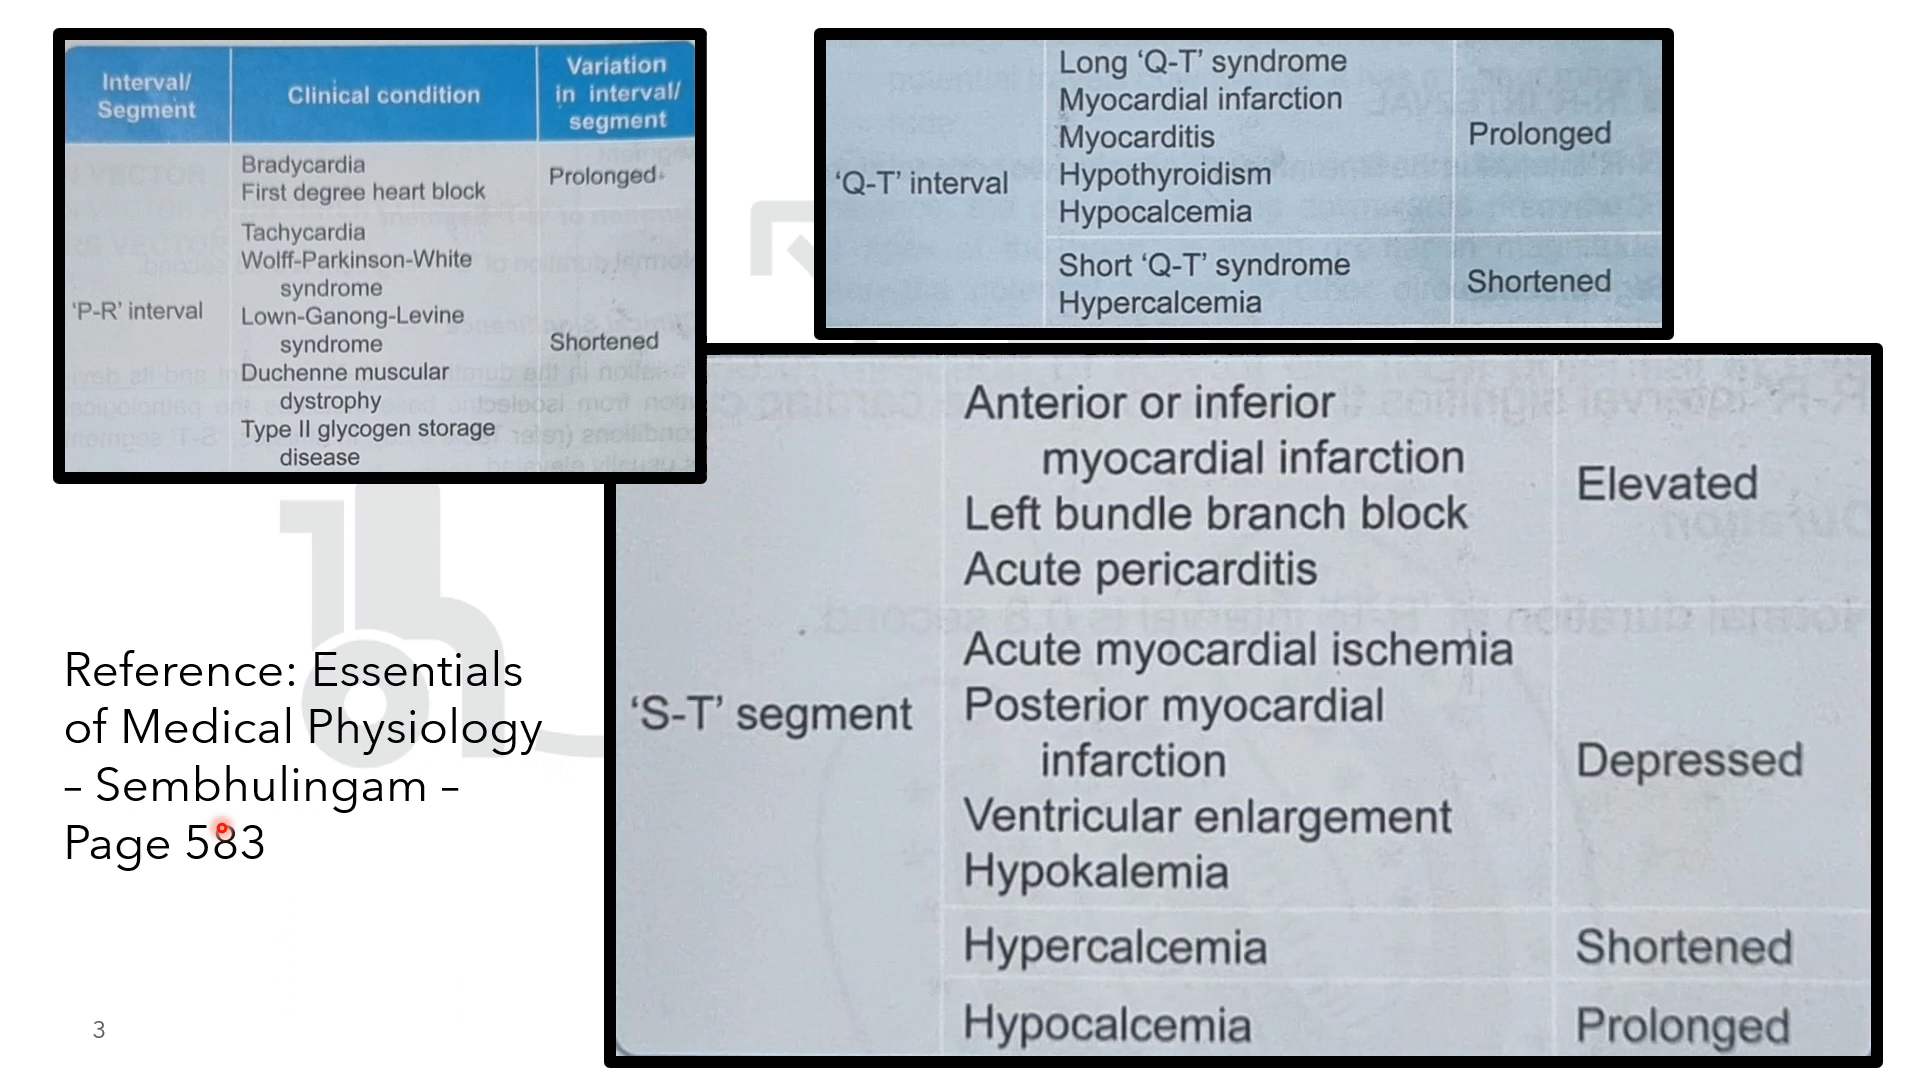 Interval/
Segment
Clinical condition
Variation
in interval/
segment
'P-R' interval
Bradycardia
First degree heart block
Prolonged
Tachycardia
Wolff-Parkinson-White
syndrome
Lown-Ganong-Levine
syndrome
Duchenne muscular
dystrophy
Type II glycogen storage
disease
Shortened
'Q-T' interval
Long 'Q-T' syndrome
Myocardial infarction
Myocarditis
Hypothyroidism
Hypocalcemia
Prolonged
Short 'Q-T' syndrome
Hypercalcemia
Shortened
'S-T' segment
Anterior or inferior
myocardial infarction
Left bundle branch block
Acute pericarditis
Elevated
Acute myocardial ischemia
Posterior myocardial
infarction
Ventricular enlargement
Hypokalemia
Depressed
Hypercalcemia
Shortened
Hypocalcemia
Prolonged
Reference: Essentials
of Medical Physiology
– Sembhulingam –
Page 583
3